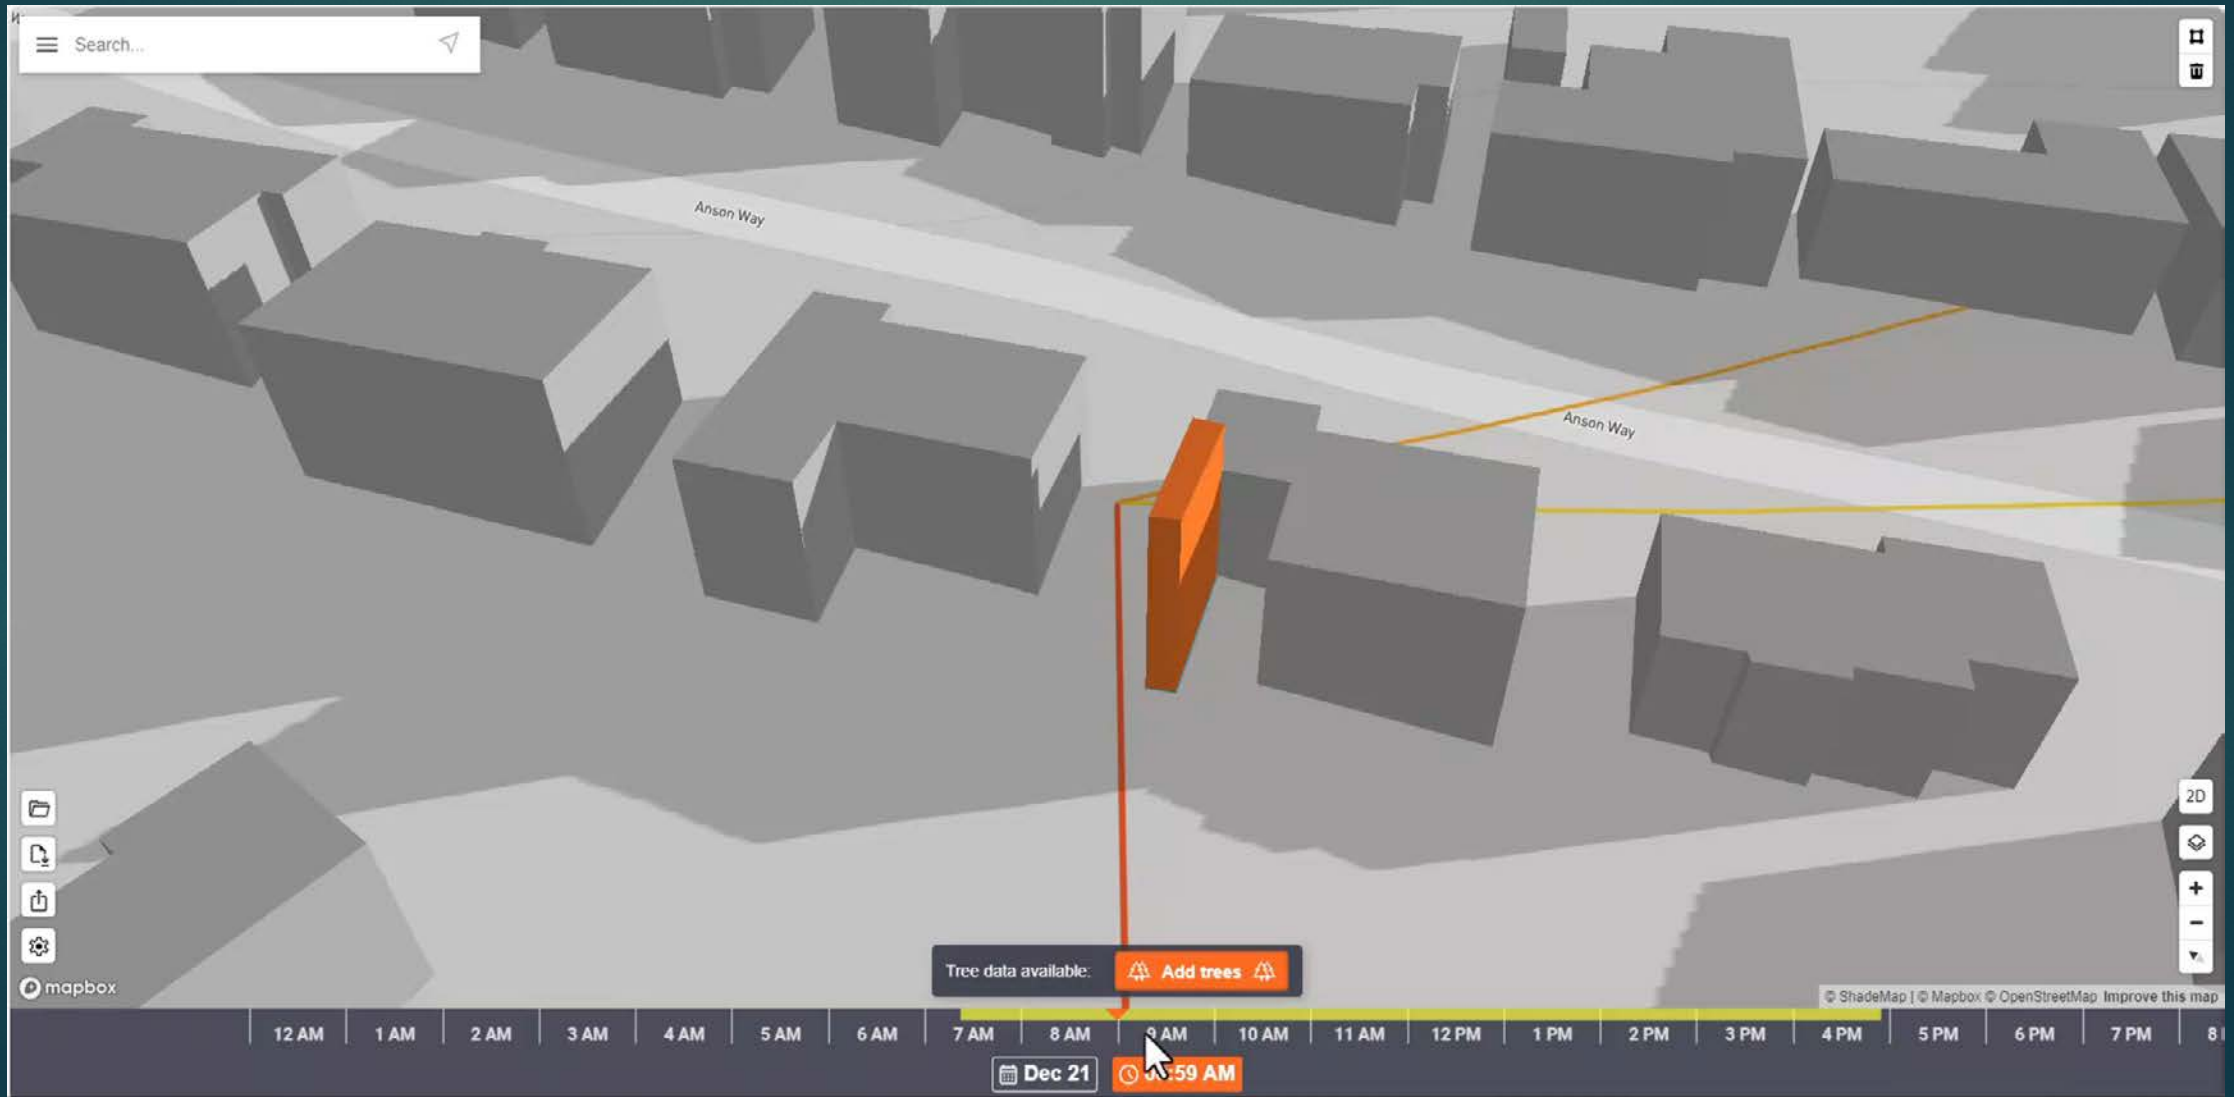 Search...
Anson Way
Anson Way
2D
Tree data available:
Add trees
mapbox
© ShadeMap | © Mapbox © OpenStreetMap Improve this map
12 AM 1 AM 2 AM 3 AM 4 AM 5 AM 6 AM 7 AM 8 AM 9 AM 10 AM 11 AM 12 PM 1 PM 2 PM 3 PM 4 PM 5 PM 6 PM 7 PM 8
Dec 21
:59 AM